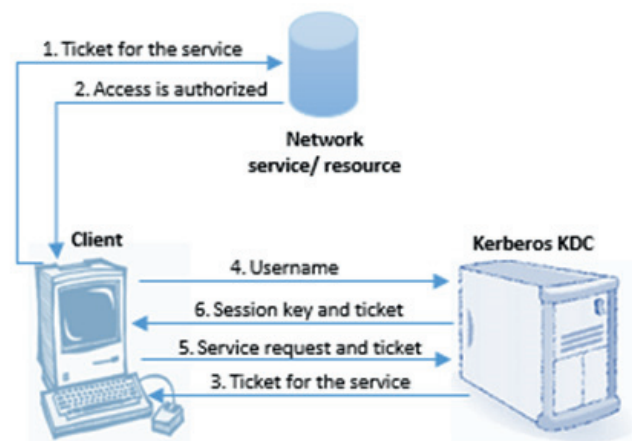 1. Ticket for the service
2. Access is authorized
Network
service/ resource
Client
Kerberos KDC
4. Username
6. Session key and ticket
5. Service request and ticket
3. Ticket for the service